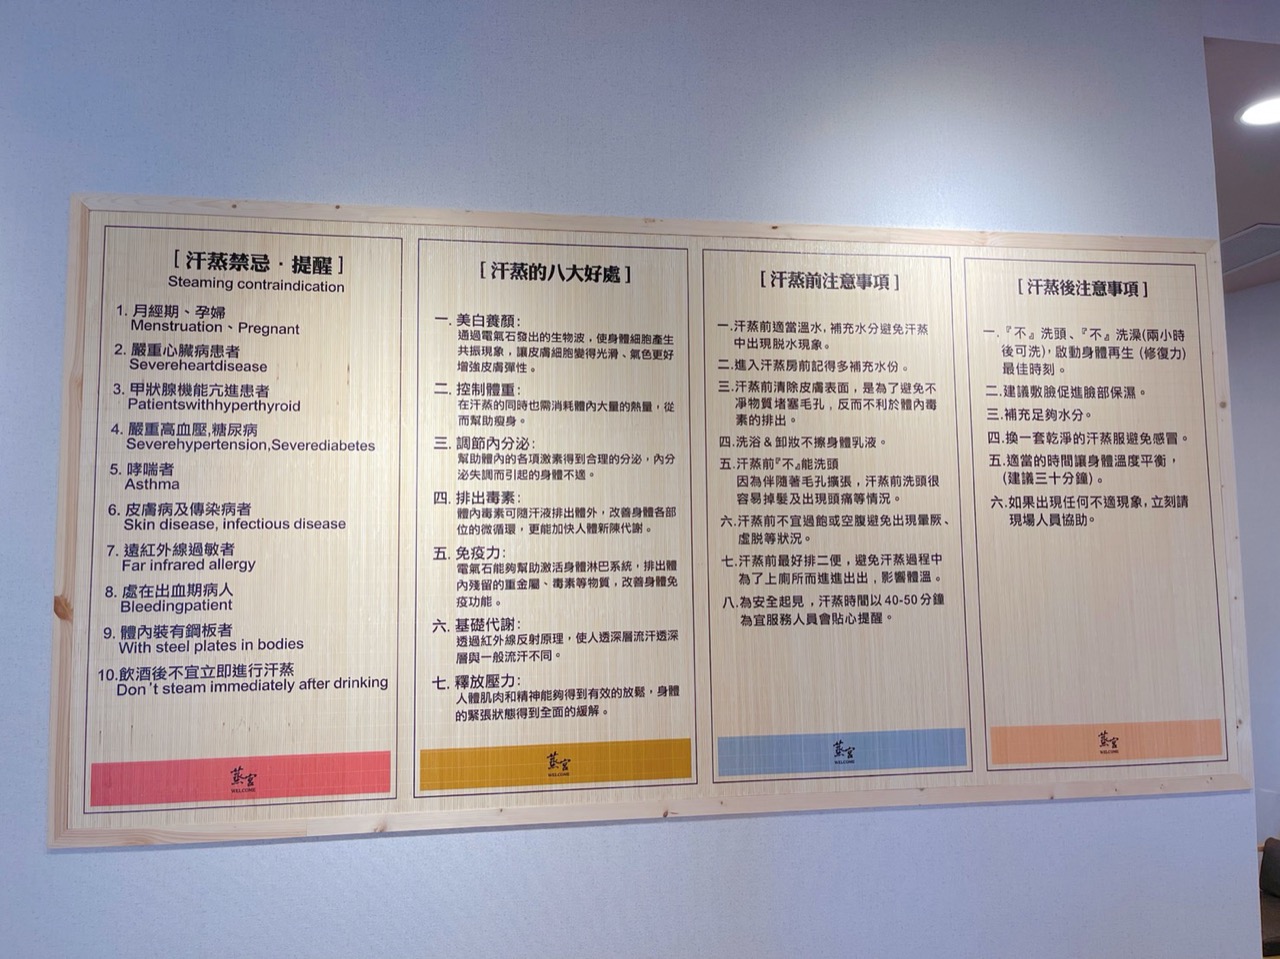 [ 汗蒸禁忌 · 提醒 ]
Steaming contraindication
1. 月經期、孕婦
Menstruation、Pregnant
2. 嚴重心臟病患者
Severeheartdisease
3. 甲狀腺機能亢進患者
Patientswithhyperthyroid
4. 嚴重高血壓,糖尿病
Severehypertension,Severediabetes
5. 哮喘者
Asthma
6. 皮膚病及傳染病者
Skin disease, infectious disease
7. 遠紅外線過敏者
Far infrared allergy
8. 處在出血期病人
Bleedingpatient
9. 體內裝有鋼板者
With steel plates in bodies
10.飲酒後不宜立即進行汗蒸
Don't steam immediately after drinking
蒸宮
WELCOME
[ 汗蒸的八大好處 ]
一. 美白養顏:
通過電氣石發出的生物波，使身體細胞產生
共振現象，讓皮膚細胞變得光滑、氣色更好
增強皮膚彈性。
二. 控制體重:
在汗蒸的同時也需消耗體內大量的熱量，從
而幫助瘦身。
三. 調節內分泌:
幫助體內的各項激素得到合理的分泌，內分
泌失調而引起的身體不適。
四. 排出毒素:
體內毒素可隨汗液排出體外，改善身體各部
位的微循環，更能加快人體新陳代謝。
五. 免疫力:
電氣石能夠幫助激活身體淋巴系統，排出體
內殘留的重金屬、毒素等物質，改善身體免
疫功能。
六. 基礎代謝:
透過紅外線反射原理，使人透深層流汗透深
層與一般流汗不同。
七. 釋放壓力:
人體肌肉和精神能夠得到有效的放鬆，身體
的緊張狀態得到全面的緩解。
蒸宮
WELCOME
[ 汗蒸前注意事項 ]
一.汗蒸前適當溫水，補充水分避免汗蒸
中出現脫水現象。
二.進入汗蒸房前記得多補充水份。
三.汗蒸前清除皮膚表面，是為了避免不
淨物質堵塞毛孔，反而不利於體內毒
素的排出。
四.洗浴＆卸妝不擦身體乳液。
五.汗蒸前『不』能洗頭
因為伴隨著毛孔擴張，汗蒸前洗頭很
容易掉髮及出現頭痛等情況。
六.汗蒸前不宜過飽或空腹避免出現暈厥、
虛脫等狀況。
七.汗蒸前最好排二便，避免汗蒸過程中
為了上廁所而進進出出，影響體溫。
八.為安全起見，汗蒸時間以 40-50 分鐘
為宜服務人員會貼心提醒。
蒸宮
WELCOME
[ 汗蒸後注意事項 ]
一.『不』洗頭、『不』洗澡(兩小時
後可洗)，啟動身體再生（修復力）
最佳時刻。
二.建議敷臉促進臉部保濕。
三.補充足夠水分。
四.換一套乾淨的汗蒸服避免感冒。
五.適當的時間讓身體溫度平衡，
(建議三十分鐘)。
六.如果出現任何不適現象，立刻請
現場人員協助。
蒸宮
WELCOME